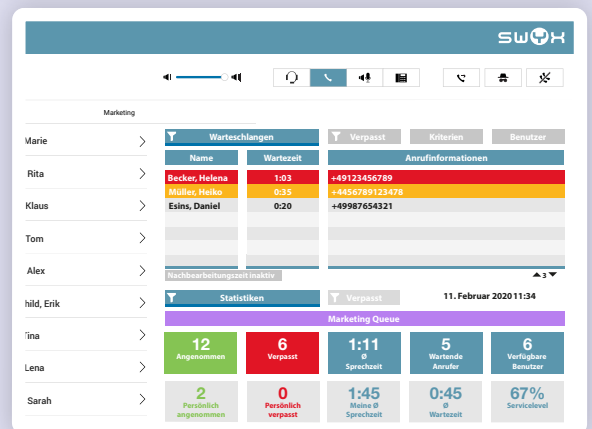 swyx
Marketing
Marie
Rita
Klaus
Tom
Alex
hild, Erik
ina
Lena
Sarah
Warteschlangen Verpasst Kriterien Benutzer
Name Wartezeit Anrufinformationen
Becker, Helena 1:03 +49123456789
Müller, Heiko 0:35 +4456789123478
Esins, Daniel 0:20 +49987654321
Nachbearbeitungszeit inaktiv 3
Statistiken Verpasst 11. Februar 2020 11:34
Marketing Queue
12 6 1:11 5 6
Angenommen Verpasst Ø Wartende Verfügbare
Sprechzeit Anrufer Benutzer
2 0 1:45 0:45 67%
Persönlich Persönlich Meine Ø Ø Servicelevel
angenommen verpasst Sprechzeit Wartezeit